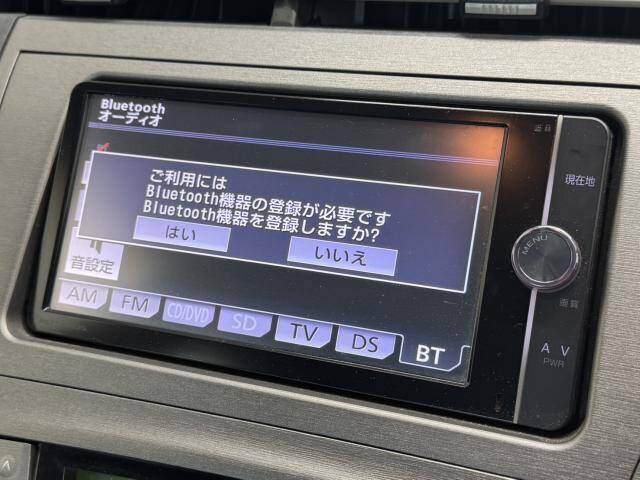 Bluetooth
オーディオ
ご利用には
Bluetooth機器の登録が必要です
Bluetooth機器を登録しますか?
はい
いいえ
音設定
AM
FM
CD/DVD
SD
TV
DS
BT
現在地
MENU
画質
A V
PWR